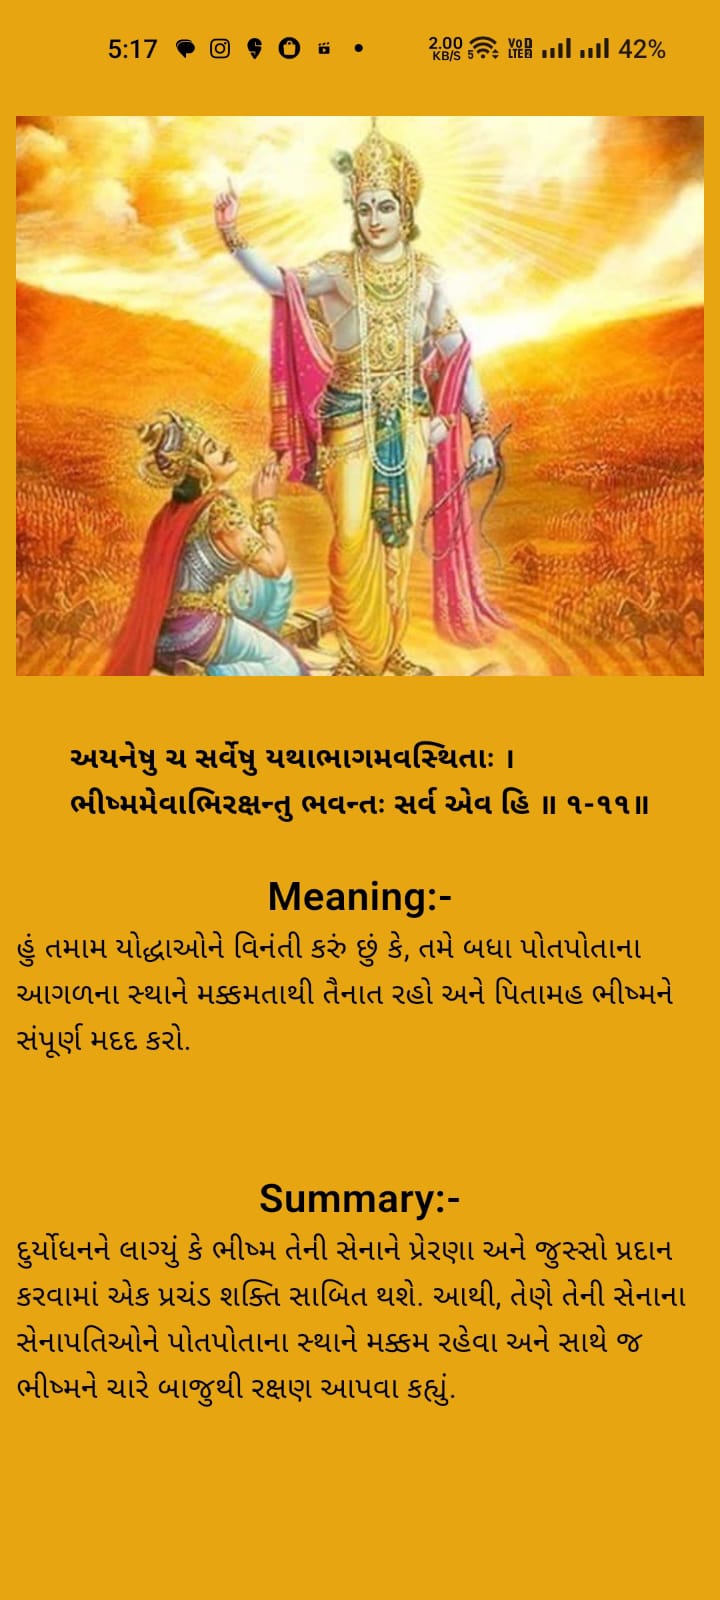 5:17 2.00 KB/S 5 VoD LTE2 42%
અયનેષુ ચ સર્વેષુ યથાભાગમવસ્થિતાઃ ।
ભીષ્મમેવાભિરક્ષન્તુ ભવન્તઃ સર્વ એવ હિ ॥ ૧-૧૧॥
Meaning:-
હું તમામ યોદ્ધાઓને વિનંતી કરું છું કે, તમે બધા પોતપોતાના
આગળના સ્થાને મક્કમતાથી તૈનાત રહો અને પિતામહ ભીષ્મને
સંપૂર્ણ મદદ કરો.
Summary:-
દુર્યોધનને લાગ્યું કે ભીષ્મ તેની સેનાને પ્રેરણા અને જુસ્સો પ્રદાન
કરવામાં એક પ્રચંડ શક્તિ સાબિત થશે. આથી, તેણે તેની સેનાના
સેનાપતિઓને પોતપોતાના સ્થાને મક્કમ રહેવા અને સાથે જ
ભીષ્મને ચારે બાજુથી રક્ષણ આપવા કહ્યું.